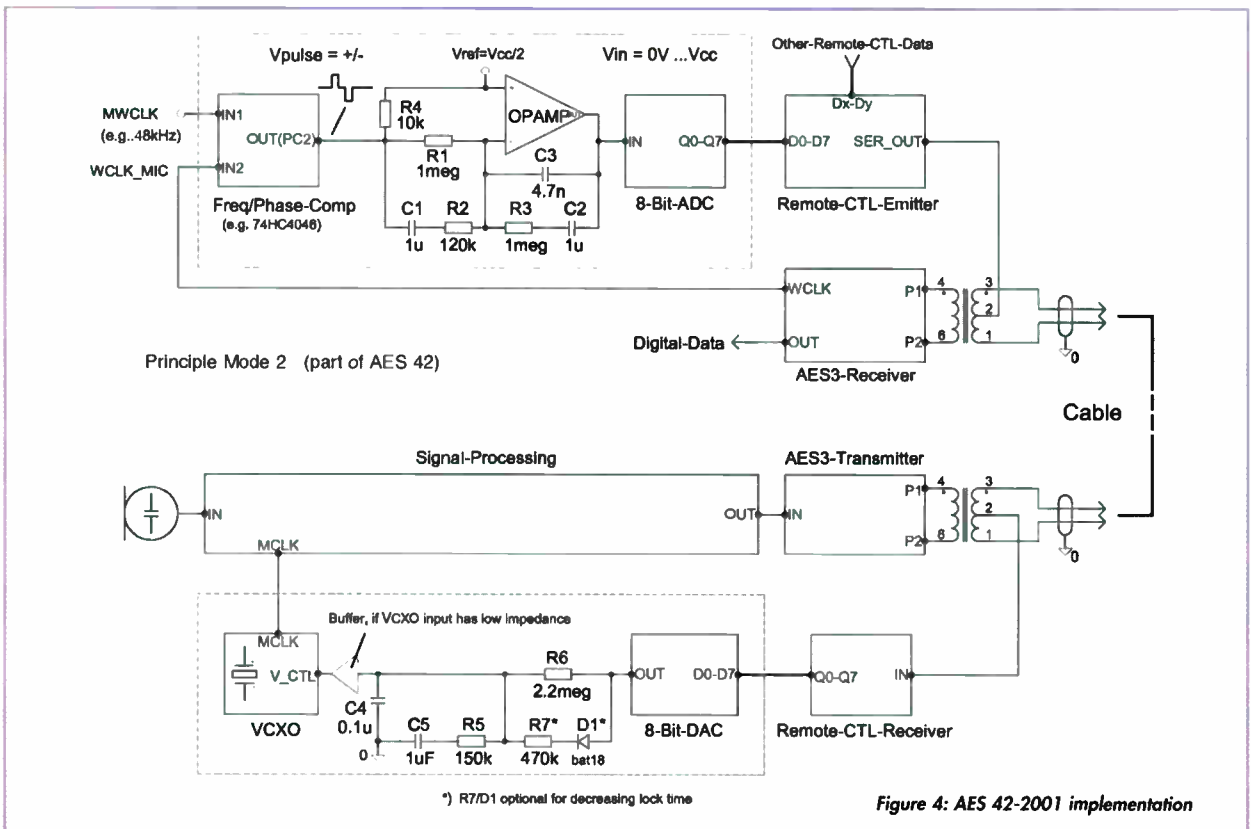 Vpulse = +/-
Vref=Vcc/2
Vin = 0V ...Vcc
Other-Remote-CTL-Data
MWCLK
(e.g..48kHz)
WCLK_MIC
IN1
OUT(PC2)
IN2
Freq/Phase-Comp
(e.g. 74HC4046)
R4
10k
R1
1meg
OPAMP
C3
4.7n
C1
1u
R2
120k
R3
1meg
C2
1u
IN
Q0-Q7
8-Bit-ADC
Dx-Dy
D0-D7
SER_OUT
Remote-CTL-Emitter
WCLK
P1
OUT
P2
4
6
3
2
1
0
Digital-Data
AES3-Receiver
Principle Mode 2 (part of AES 42)
Cable
Signal-Processing
AES3-Transmitter
IN
OUT
MCLK
IN
P1
P2
4
6
3
2
1
0
Buffer, if VCXO input has low impedance
MCLK
V_CTL
VCXO
C4
0.1u
0
C5
1uF
R5
150k
R6
2.2meg
R7*
470k
D1*
bat18
OUT
D0-D7
8-Bit-DAC
Q0-Q7
IN
Remote-CTL-Receiver
*) R7/D1 optional for decreasing lock time
Figure 4: AES 42-2001 implementation